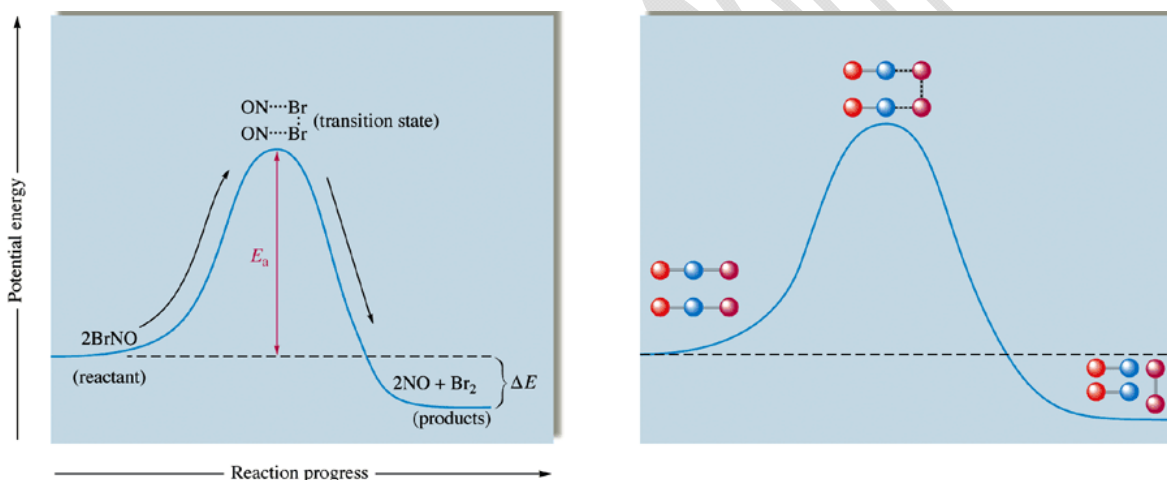 Potential energy
ON····Br
ON····Br
(transition state)
Eₐ
2BrNO
(reactant)
2NO + Br₂
(products)
ΔE
Reaction progress